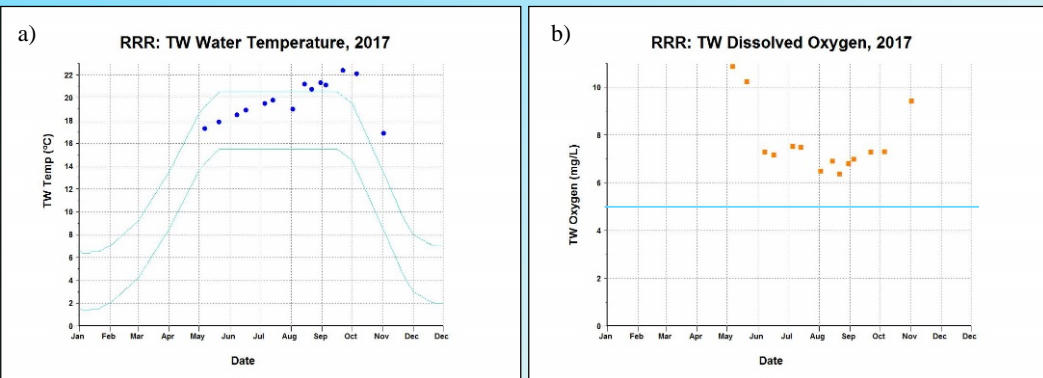 a)
RRR: TW Water Temperature, 2017
22
20
18
16
14
12
10
8
6
4
2
0
TW Temp (ºC)
Jan Feb Mar Apr May Jun Jul Aug Sep Oct Nov Dec Dec
Date
b)
RRR: TW Dissolved Oxygen, 2017
10
8
6
4
2
0
TW Oxygen (mg/L)
Jan Feb Mar Apr May Jun Jul Aug Sep Oct Nov Dec Dec
Date